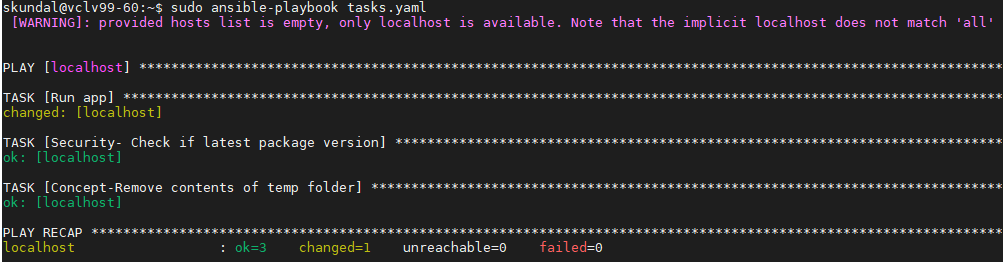 skundal@vclv99-60:~$ sudo ansible-playbook tasks.yaml
[WARNING]: provided hosts list is empty, only localhost is available. Note that the implicit localhost does not match 'all'
PLAY [localhost] ************************************************************************************************************
TASK [Run app] **************************************************************************************************************
changed: [localhost]
TASK [Security- Check if latest package version] ****************************************************************************
ok: [localhost]
TASK [Concept-Remove contents of temp folder] *******************************************************************************
ok: [localhost]
PLAY RECAP ******************************************************************************************************************
localhost                  : ok=3    changed=1    unreachable=0    failed=0